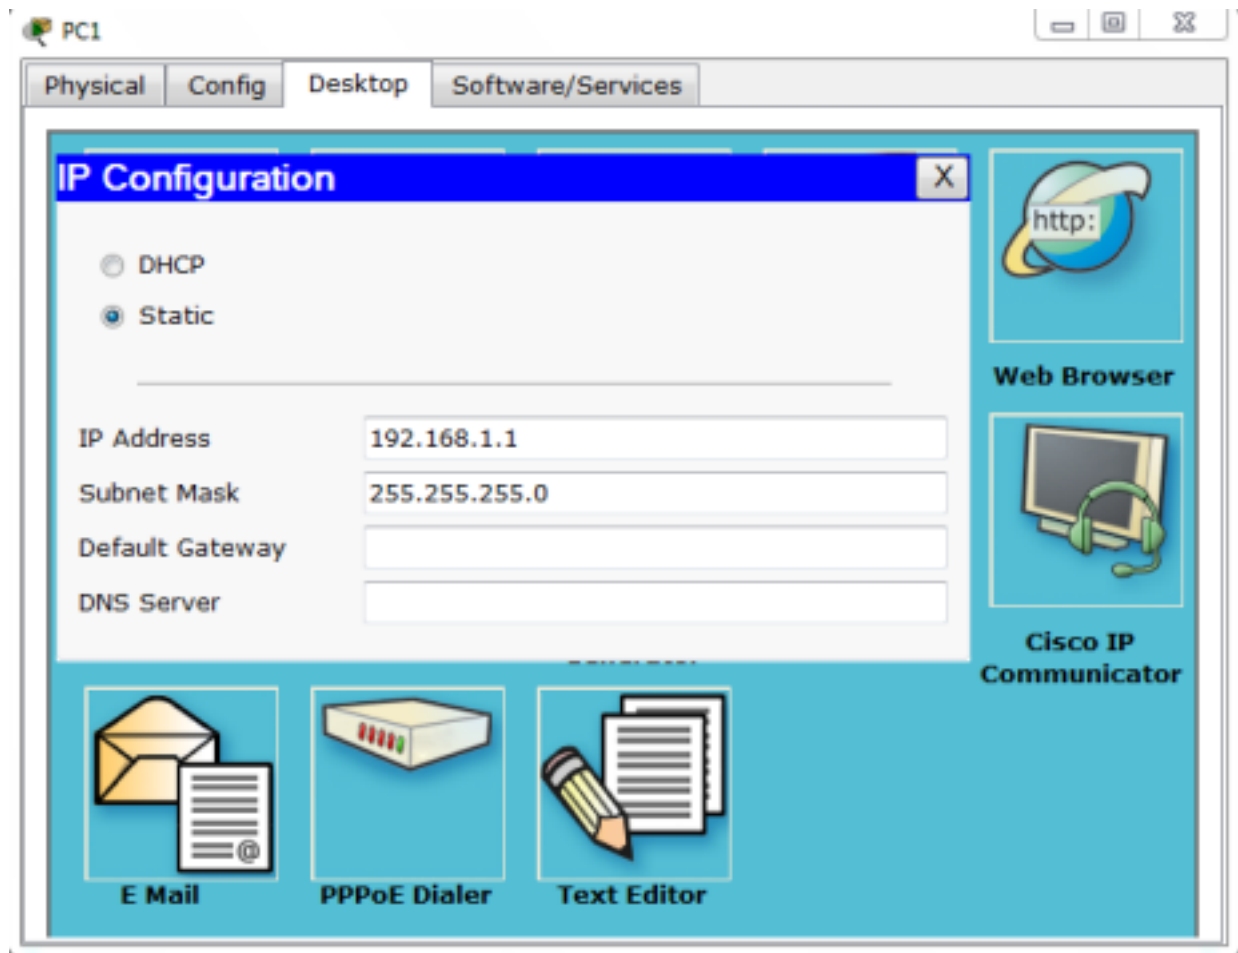 PC1
Physical Config Desktop Software/Services
IP Configuration X
DHCP
Static
IP Address 192.168.1.1
Subnet Mask 255.255.255.0
Default Gateway
DNS Server
http:
Web Browser
Cisco IP
Communicator
@
E Mail PPPoE Dialer Text Editor